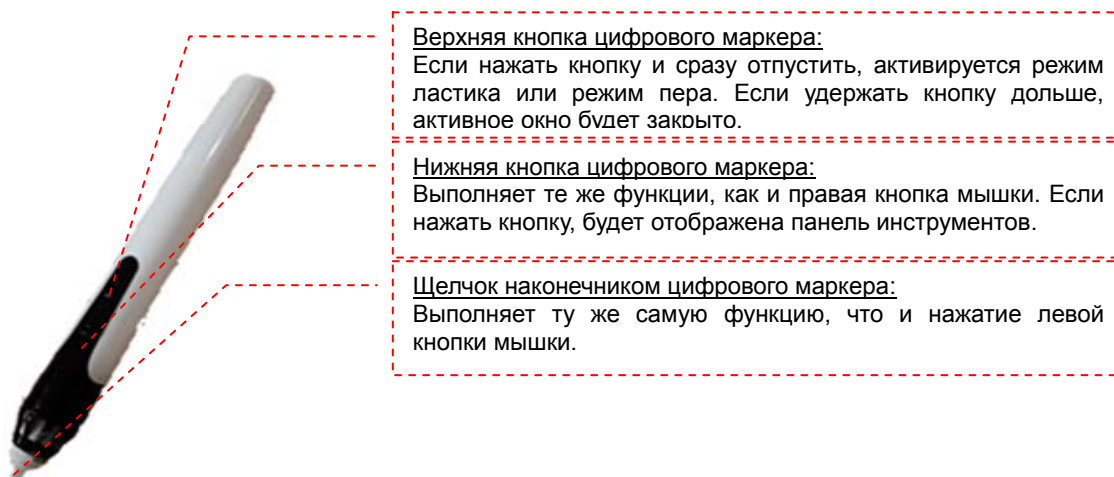 Верхняя кнопка цифрового маркера:
Если нажать кнопку и сразу отпустить, активируется режим
ластика или режим пера. Если удержать кнопку дольше,
активное окно будет закрыто.
Нижняя кнопка цифрового маркера:
Выполняет те же функции, как и правая кнопка мышки. Если
нажать кнопку, будет отображена панель инструментов.
Щелчок наконечником цифрового маркера:
Выполняет ту же самую функцию, что и нажатие левой
кнопки мышки.